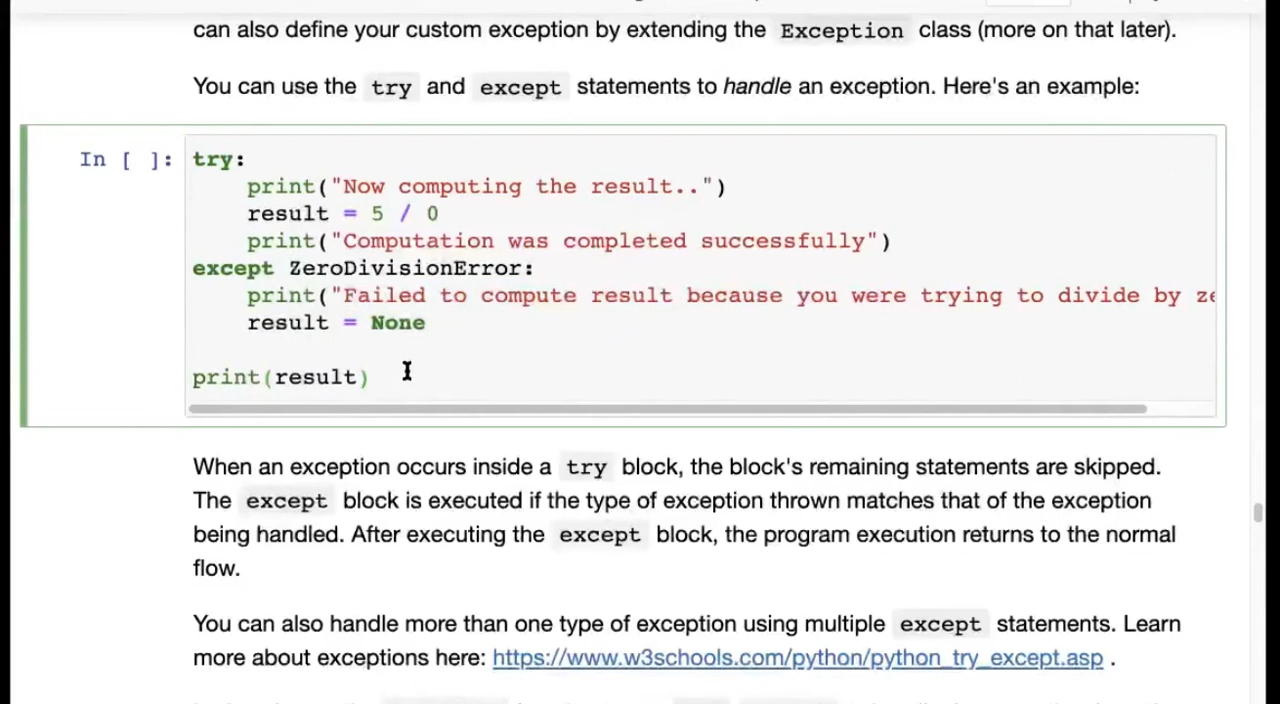 can also define your custom exception by extending the Exception class (more on that later).
You can use the try and except statements to handle an exception. Here's an example:
In [ ]: try:
print("Now computing the result..")
result = 5 / 0
print("Computation was completed successfully")
except ZeroDivisionError:
print("Failed to compute result because you were trying to divide by
result = None
print(result)
When an exception occurs inside a try block, the block's remaining statements are skipped.
The except block is executed if the type of exception thrown matches that of the exception
being handled. After executing the except block, the program execution returns to the normal
flow.
You can also handle more than one type of exception using multiple except statements. Learn
more about exceptions here: https://www.w3schools.com/python/python_try_except.asp .